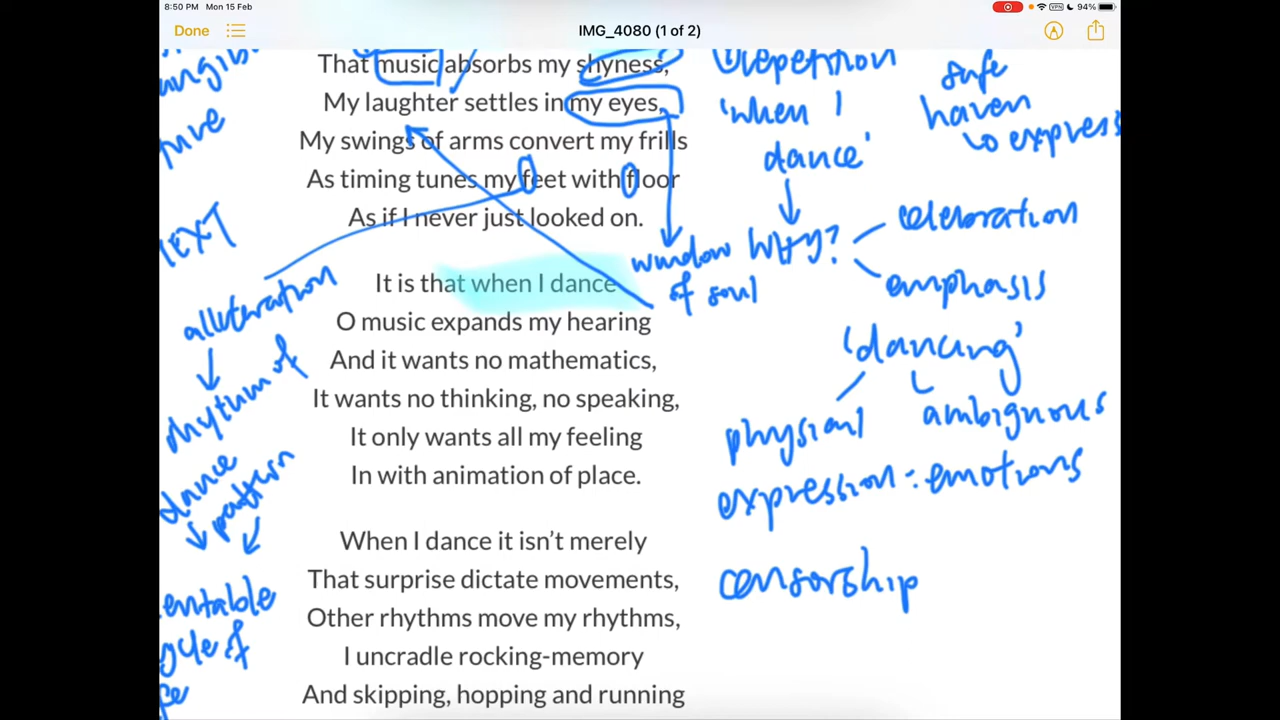 8:50 PM Mon 15 Feb
VPN 94%
Done
IMG_4080 (1 of 2)
That music absorbs my shyness,
My laughter settles in my eyes,
My swings of arms convert my frills
As timing tunes my feet with floor
As if I never just looked on.
It is that when I dance
O music expands my hearing
And it wants no mathematics,
It wants no thinking, no speaking,
It only wants all my feeling
In with animation of place.
When I dance it isn't merely
That surprise dictate movements,
Other rhythms move my rhythms,
I uncradle rocking-memory
And skipping, hopping and running
alliteration
rhythm of
dance
pattern
repetition
'when I
dance'
WHY?
celebration
emphasis
window
of soul
safe
haven
to express
'dancing'
physical
ambiguous
expression: emotions
censorship